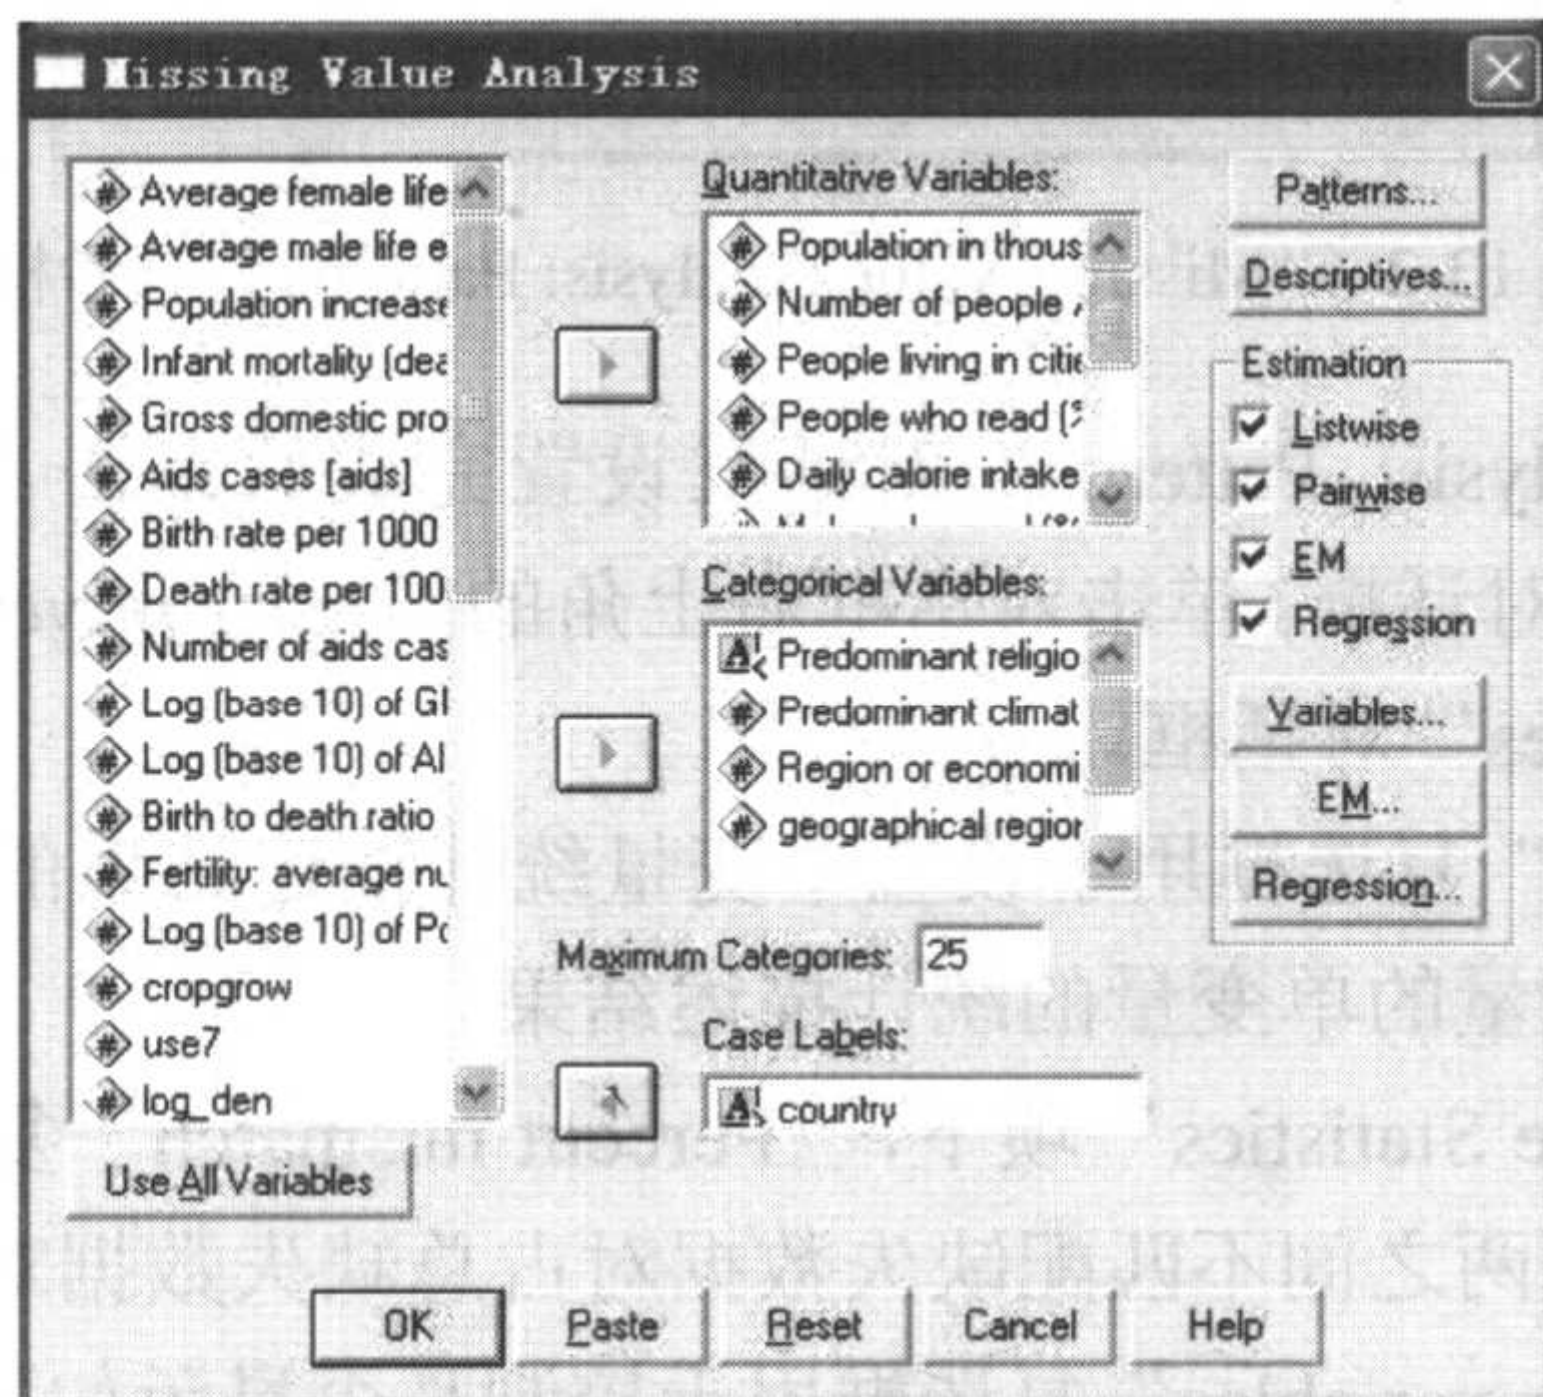 Missing Value Analysis
Average female life
Average male life e
Population increase
Infant mortality (dea
Gross domestic pro
Aids cases [aids]
Birth rate per 1000
Death rate per 100
Number of aids cas
Log (base 10) of
Log (base 10) of
Birth to death ratio
Fertility: average nu
Log (base 10) of
cropgrow
use7
log_den
Use All Variables
Quantitative Variables:
Population in thous
Number of people
People living in citie
People who read (%
Daily calorie intake
Categorical Variables:
Predominant religio
Predominant climat
Region or economi
geographical region
Maximum Categories: 25
Case Labels:
country
Patterns...
Descriptives...
Estimation
Listwise
Pairwise
EM
Regression
Variables...
EM...
Regression...
OK Paste Reset Cancel Help